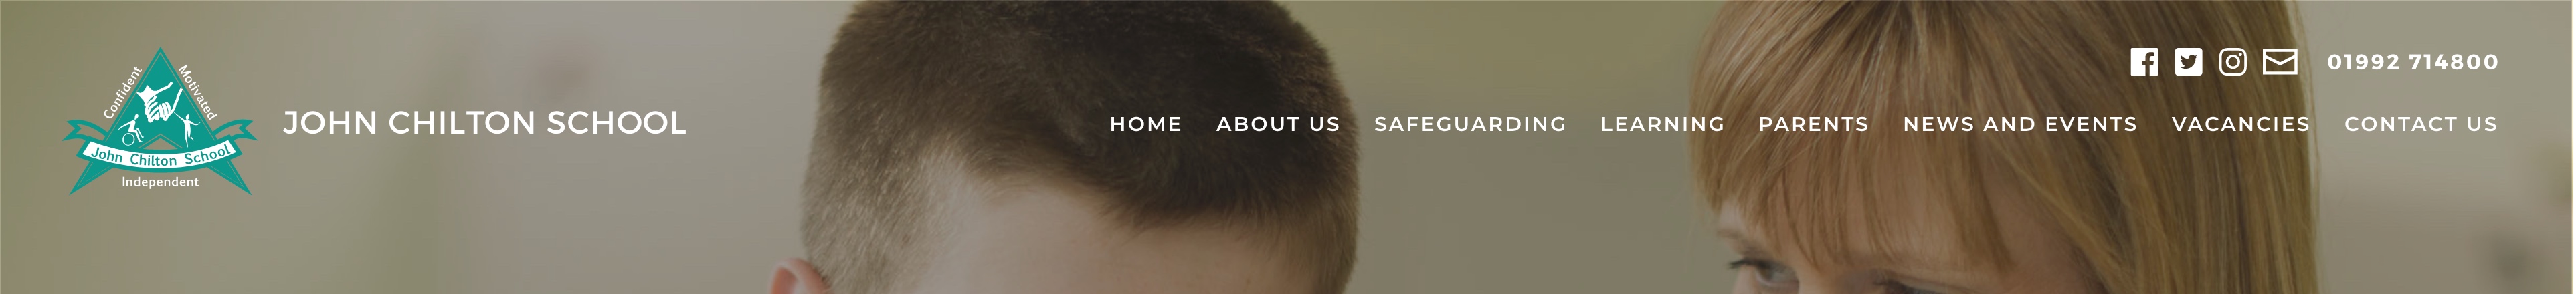 Confident
Motivated
John Chilton School
Independent
JOHN CHILTON SCHOOL
01992 714800
HOME ABOUT US SAFEGUARDING LEARNING PARENTS NEWS AND EVENTS VACANCIES CONTACT US